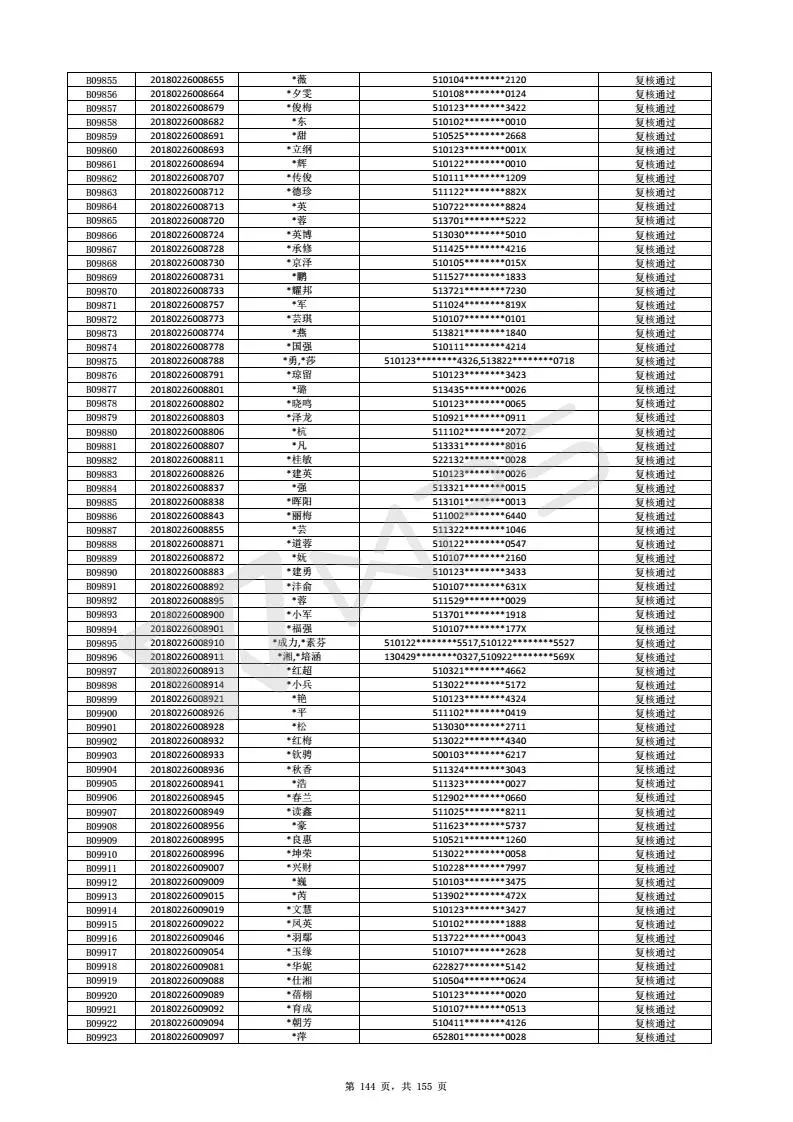 B09855 20180226008655 *薇 510104********2120 复核通过
B09856 20180226008664 *夕雯 510108********0124 复核通过
B09857 20180226008679 *俊梅 510123********3422 复核通过
B09858 20180226008682 *东 510102********0010 复核通过
B09859 20180226008691 *甜 510525********2668 复核通过
B09860 20180226008693 *立纲 510123********001X 复核通过
B09861 20180226008694 *辉 510122********0010 复核通过
B09862 20180226008707 *传俊 510111********1209 复核通过
B09863 20180226008712 *德珍 511122********882X 复核通过
B09864 20180226008713 *英 510722********8824 复核通过
B09865 20180226008720 *蓉 513701********5222 复核通过
B09866 20180226008724 *英博 513030********5010 复核通过
B09867 20180226008728 *承修 511425********4216 复核通过
B09868 20180226008730 *京泽 510105********015X 复核通过
B09869 20180226008731 *鹏 511527********1833 复核通过
B09870 20180226008733 *耀邦 513721********7230 复核通过
B09871 20180226008757 *军 511024********819X 复核通过
B09872 20180226008773 *芸琪 510107********0101 复核通过
B09873 20180226008774 *燕 513821********1840 复核通过
B09874 20180226008778 *国强 510111********4214 复核通过
B09875 20180226008788 *勇,*莎 510123********4326,513822********0718 复核通过
B09876 20180226008791 *琼留 510123********3423 复核通过
B09877 20180226008801 *璐 513435********0026 复核通过
B09878 20180226008802 *晓鸣 510123********0065 复核通过
B09879 20180226008803 *泽龙 510921********0911 复核通过
B09880 20180226008806 *杭 511102********2072 复核通过
B09881 20180226008807 *凡 513331********8016 复核通过
B09882 20180226008811 *桂敏 522132********0028 复核通过
B09883 20180226008826 *建英 510123********0026 复核通过
B09884 20180226008837 *强 513321********0015 复核通过
B09885 20180226008838 *晖阳 513101********0013 复核通过
B09886 20180226008843 *丽梅 511002********6440 复核通过
B09887 20180226008855 *芸 511322********1046 复核通过
B09888 20180226008871 *道蓉 510122********0547 复核通过
B09889 20180226008872 *妩 510107********2160 复核通过
B09890 20180226008883 *建勇 510123********3433 复核通过
B09891 20180226008892 *沣俞 510107********631X 复核通过
B09892 20180226008895 *蓉 511529********0029 复核通过
B09893 20180226008900 *小军 513701********1918 复核通过
B09894 20180226008901 *福强 510107********177X 复核通过
B09895 20180226008910 *成力,*素芬 510122********5517,510122********5527 复核通过
B09896 20180226008911 *湘,*培涵 130429********0327,510922********569X 复核通过
B09897 20180226008913 *红超 510321********4662 复核通过
B09898 20180226008914 *小兵 513022********5172 复核通过
B09899 20180226008921 *艳 510123********4324 复核通过
B09900 20180226008926 *平 511102********0419 复核通过
B09901 20180226008928 *松 513030********2711 复核通过
B09902 20180226008932 *红梅 513022********4340 复核通过
B09903 20180226008933 *钦骋 500103********6217 复核通过
B09904 20180226008936 *秋香 511324********3043 复核通过
B09905 20180226008941 *浩 511323********0027 复核通过
B09906 20180226008945 *春兰 512902********0660 复核通过
B09907 20180226008949 *读鑫 511025********8211 复核通过
B09908 20180226008956 *豪 511623********5737 复核通过
B09909 20180226008995 *良惠 510521********1260 复核通过
B09910 20180226008996 *坤荣 513022********0058 复核通过
B09911 20180226009007 *兴财 510228********7997 复核通过
B09912 20180226009009 *巍 510103********3475 复核通过
B09913 20180226009015 *芮 513902********472X 复核通过
B09914 20180226009019 *文慧 510123********3427 复核通过
B09915 20180226009022 *凤英 510102********1888 复核通过
B09916 20180226009046 *羽鄢 513722********0043 复核通过
B09917 20180226009054 *玉缘 510107********2628 复核通过
B09918 20180226009081 *华妮 622827********5142 复核通过
B09919 20180226009088 *仕湘 510504********0624 复核通过
B09920 20180226009089 *蓓栩 510123********0020 复核通过
B09921 20180226009092 *育成 510107********0513 复核通过
B09922 20180226009094 *朝芳 510411********4126 复核通过
B09923 20180226009097 *萍 652801********0028 复核通过
WPS
第 144 页，共 155 页